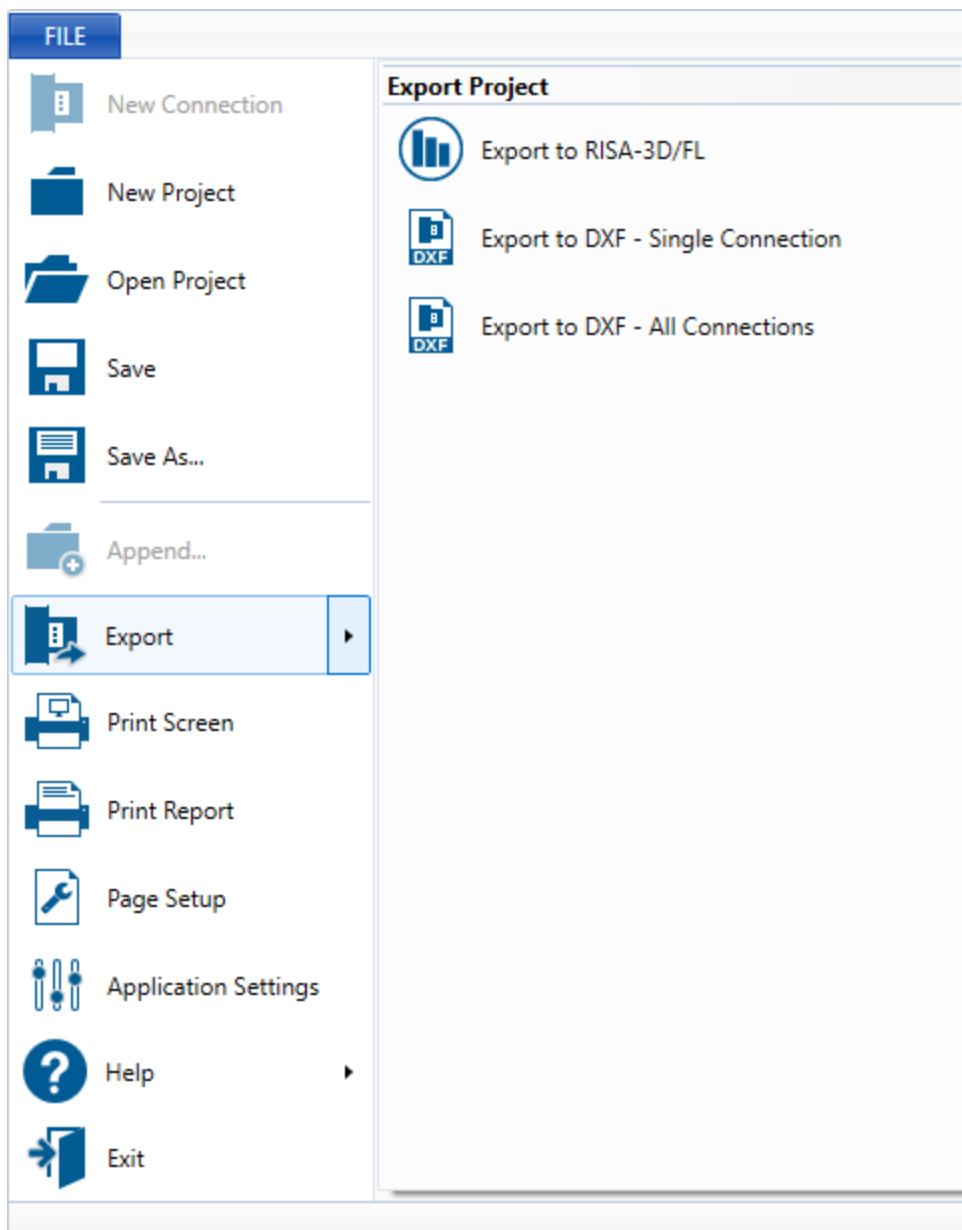 FILE
New Connection
New Project
Open Project
Save
Save As...
Append...
Export
Print Screen
Print Report
Page Setup
Application Settings
Help
Exit
Export Project
Export to RISA-3D/FL
DXF
Export to DXF - Single Connection
DXF
Export to DXF - All Connections